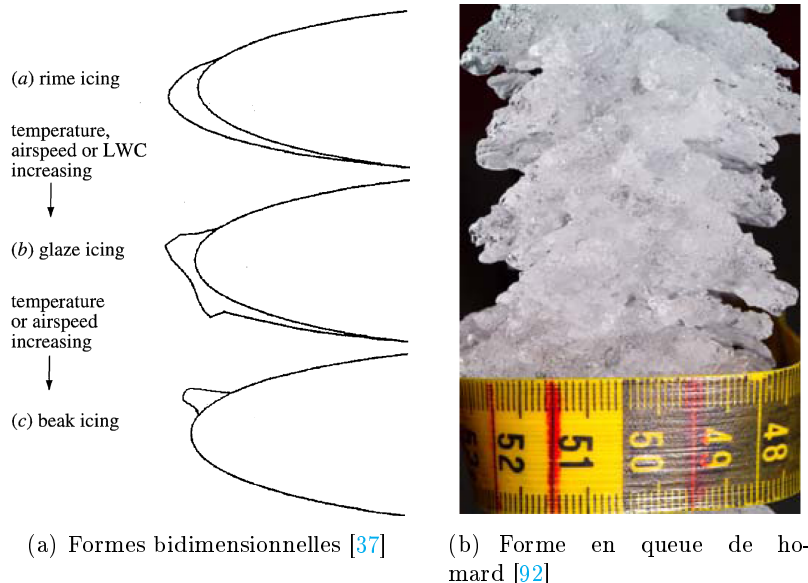 (a) rime icing
temperature,
airspeed or LWC
increasing
(b) glaze icing
temperature
or airspeed
increasing
(c) beak icing
52
51
50
49
48
(a) Formes bidimensionnelles [37]
(b) Forme en queue de ho-
mard [92]